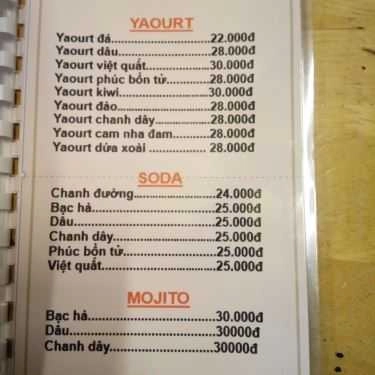 YAOURT
Yaourt đá..........................22.000đ
Yaourt dâu.........................28.000đ
Yaourt việt quất...................30.000đ
Yaourt phúc bồn tử.................28.000đ
Yaourt kiwi........................30.000đ
Yaourt đào.........................28.000đ
Yaourt chanh dây...................28.000đ
Yaourt cam nha đam.................28.000đ
Yaourt dứa xoài ...................28.000đ
SODA
Chanh đường........................24.000đ
Bạc hà.............................25.000đ
Dâu................................25.000đ
Chanh dây..........................25.000đ
Phúc bồn tử........................25.000đ
Việt quất..........................25.000đ
MOJITO
Bạc hà.............................30.000đ
Dâu................................30000đ
Chanh dây..........................30000đ